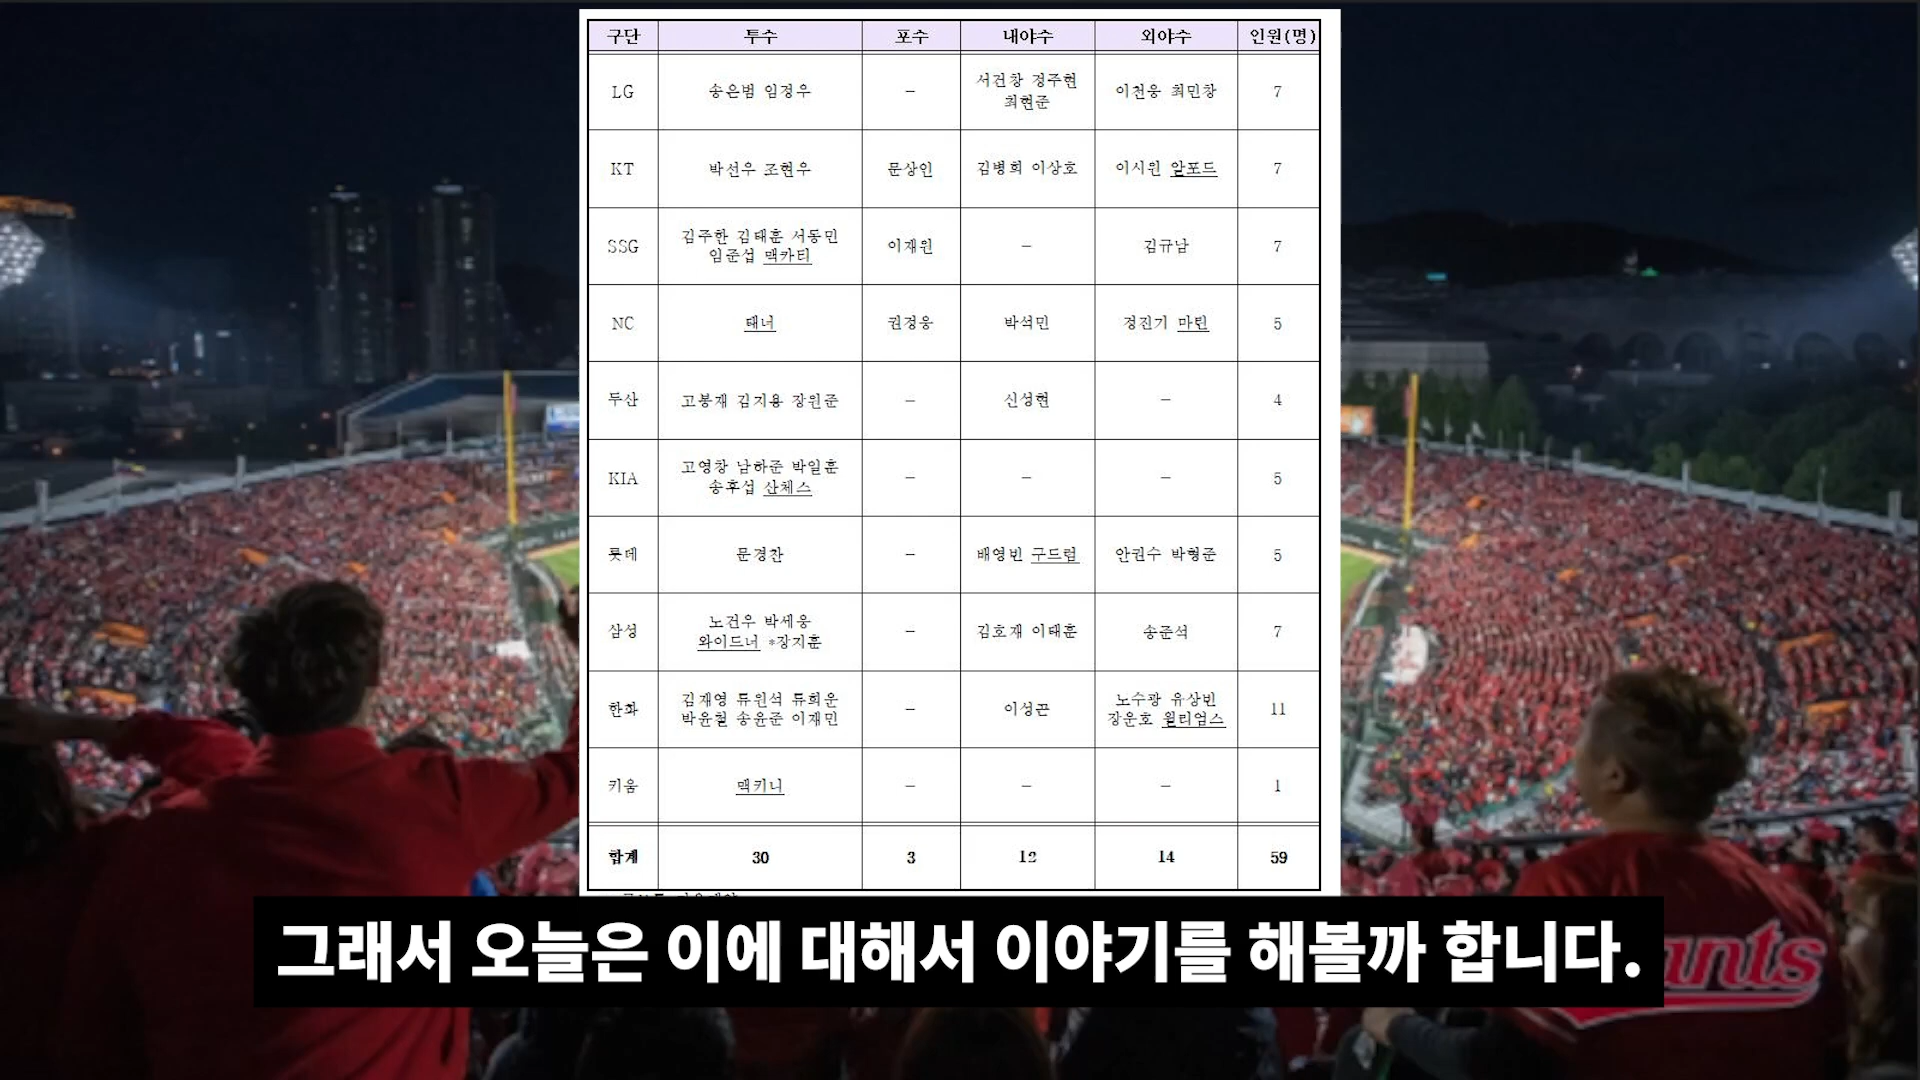 구단 투수 포수 내야수 외야수 인원(명)
LG 송은범 임정우 – 서건창 정주현 최현준 이천웅 최민창 7
KT 박선우 조현우 문상인 김병희 이상호 이시원 알포드 7
SSG 김주한 김태훈 서동민 임준섭 맥카티 이재원 – 김규남 7
NC 태너 권정웅 박석민 정진기 마틴 5
두산 고봉재 김지용 장원준 – 신성현 – 4
KIA 고영창 남하준 박일훈 송후섭 산체스 – – – 5
롯데 문경찬 – 배영빈 구드럼 안권수 박형준 5
삼성 노건우 박세웅 와이드너 *장지훈 – 김호재 이태훈 송준석 7
한화 김재영 류원석 류희운 박윤철 송윤준 이재민 – 이성곤 노수광 유상빈 장운호 윌리엄스 11
키움 맥키니 – – – 1
합계 30 3 12 14 59
그래서 오늘은 이에 대해서 이야기를 해볼까 합니다.
ants